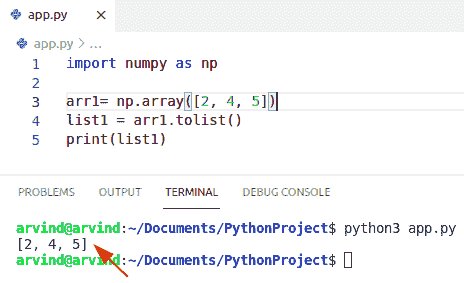 app.py ×
app.py > ...
1 import numpy as np
2
3 arr1= np.array([2, 4, 5])
4 list1 = arr1.tolist()
5 print(list1)
PROBLEMS OUTPUT TERMINAL DEBUG CONSOLE
arvind@arvind:~/Documents/PythonProject$ python3 app.py
[2, 4, 5]
arvind@arvind:~/Documents/PythonProject$